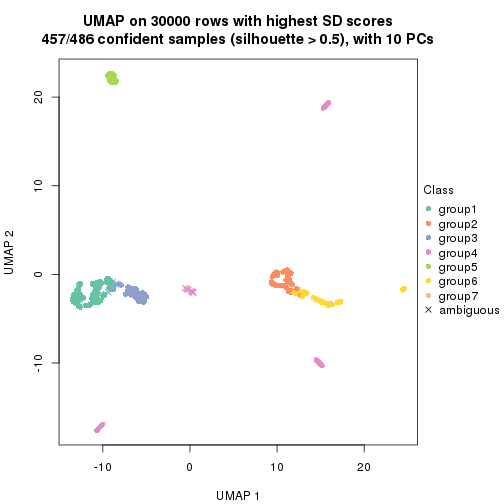 UMAP on 30000 rows with highest SD scores
457/486 confident samples (silhouette > 0.5), with 10 PCs
20
10
0
-10
UMAP 2
-10
0
10
20
UMAP 1
Class
group1
group2
group3
group4
group5
group6
group7
ambiguous